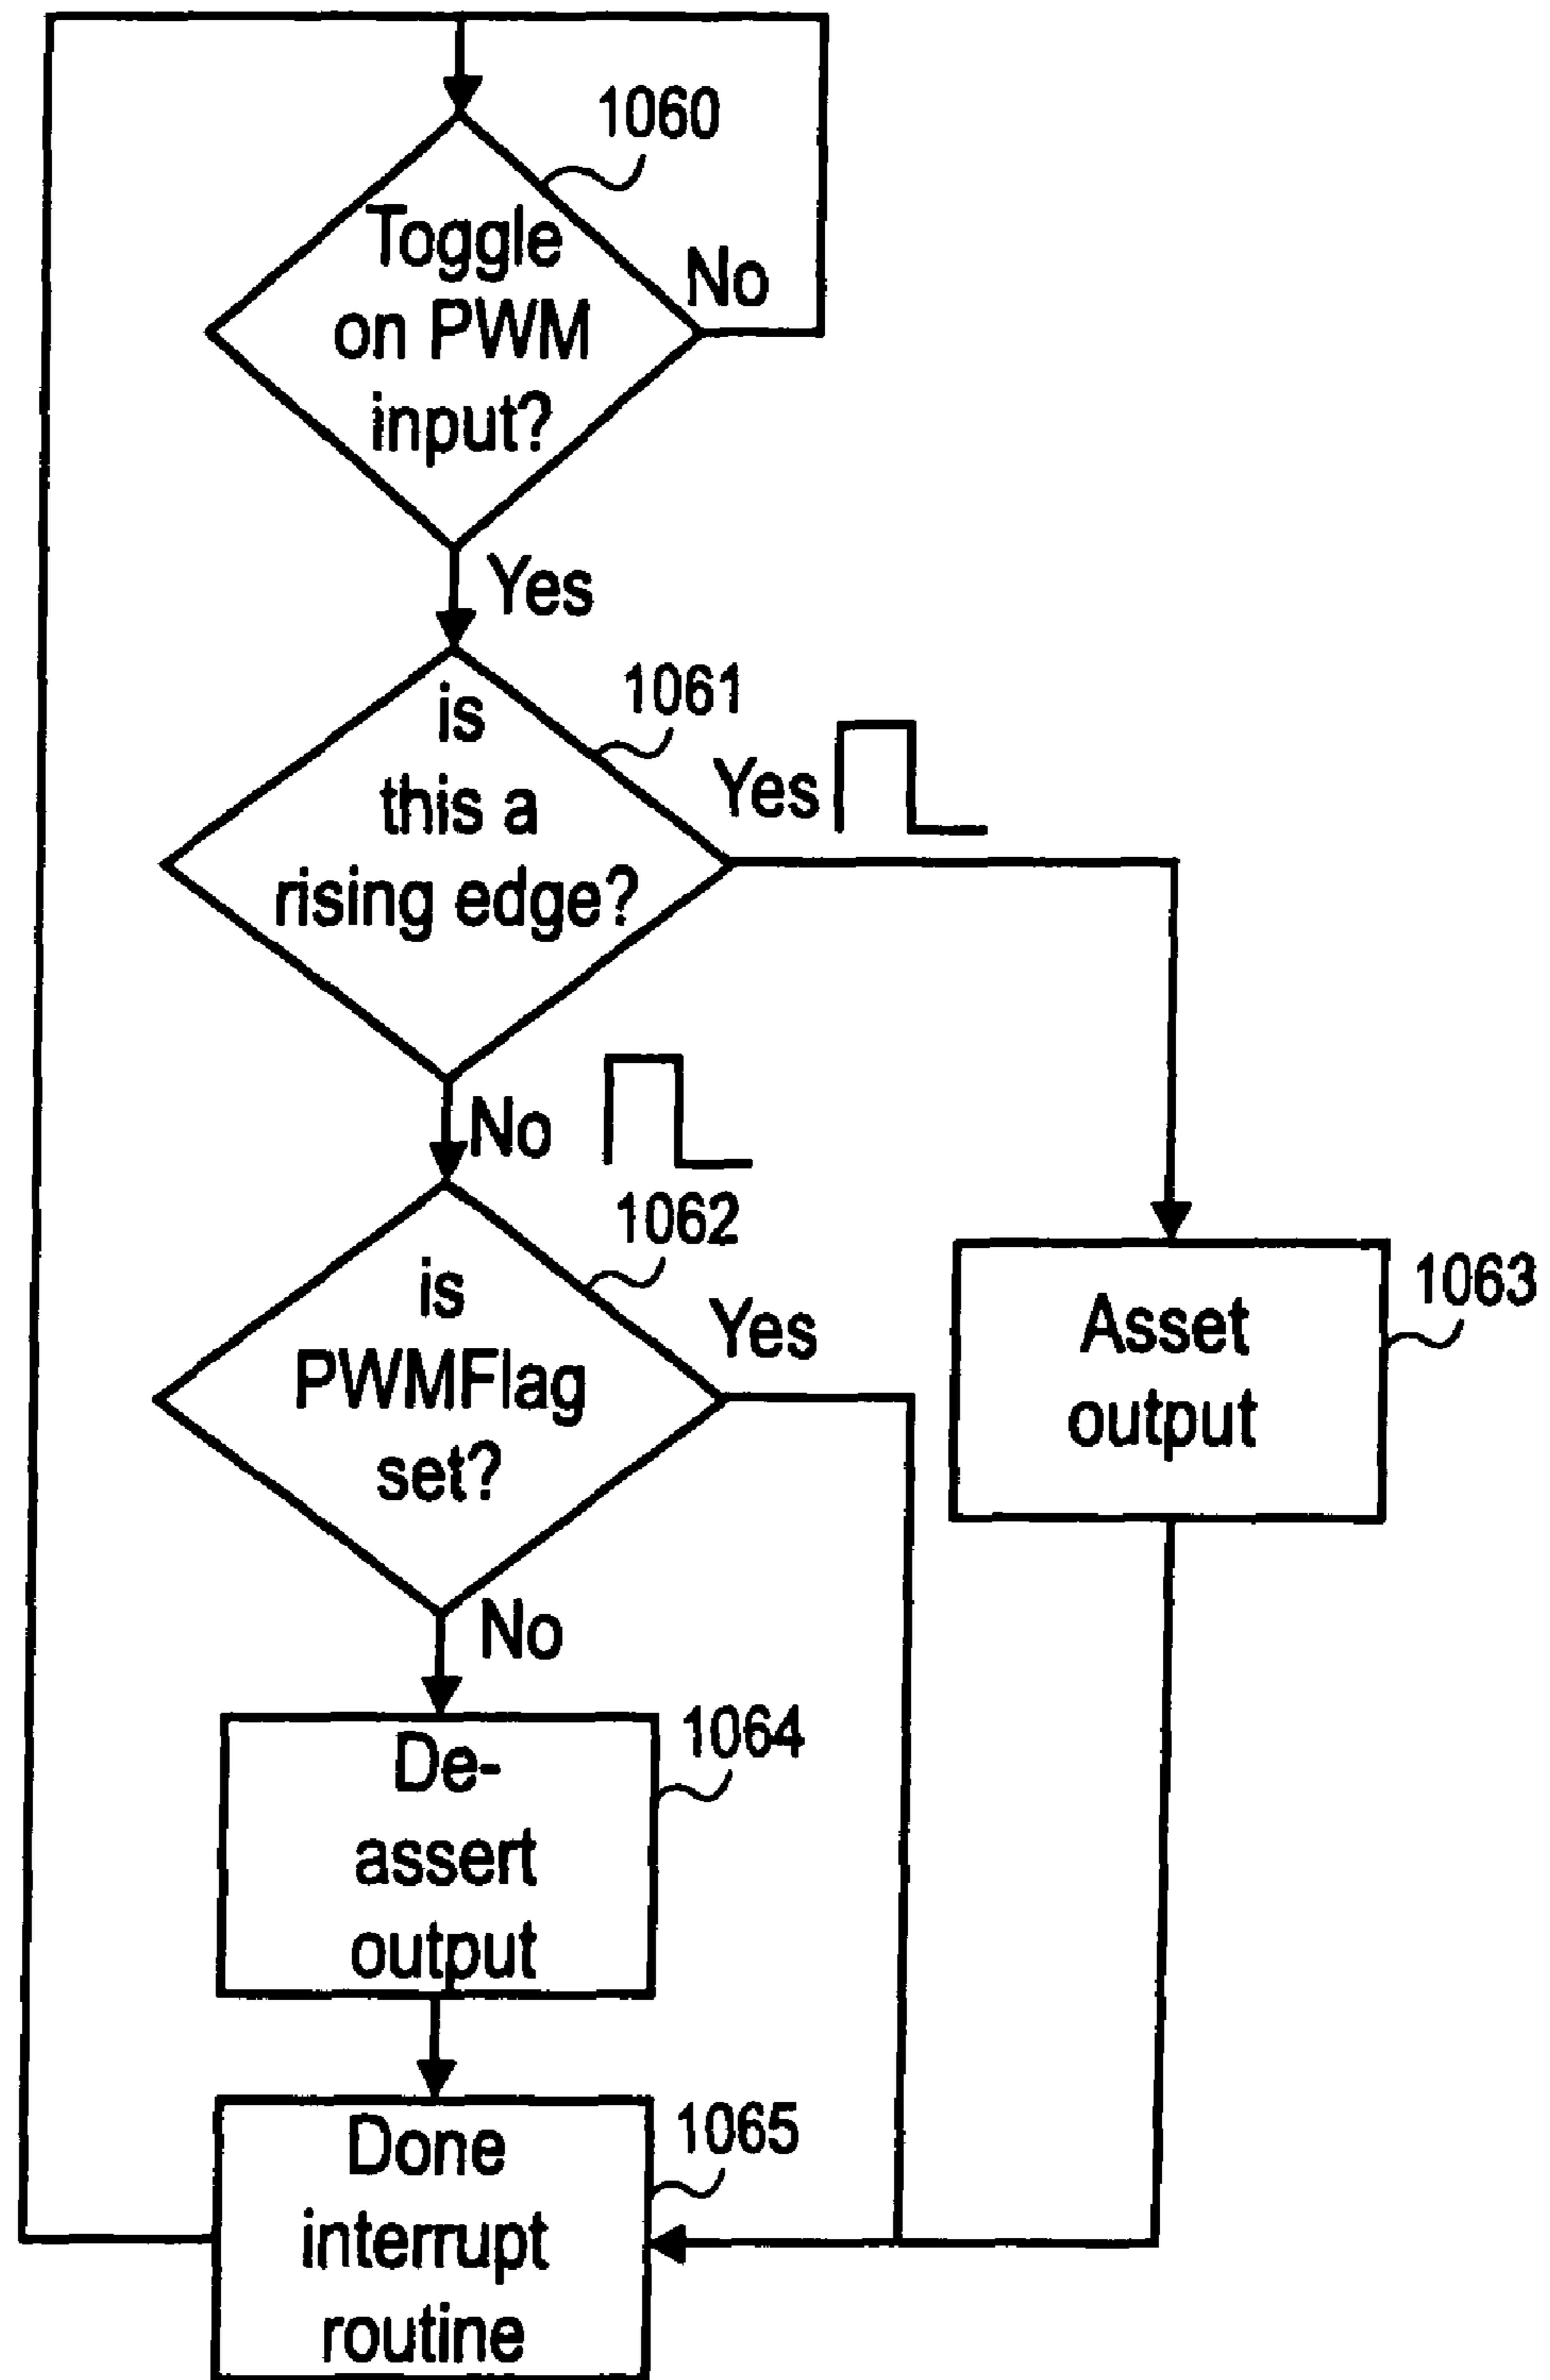 1060
Toggle
on PWM
input?
No
Yes
1061
is
this a
rising edge?
Yes
No
1062
is
PWMFlag
set?
Yes
1063
Asset
output
No
1064
De-
assert
output
1065
Done
interrupt
routine